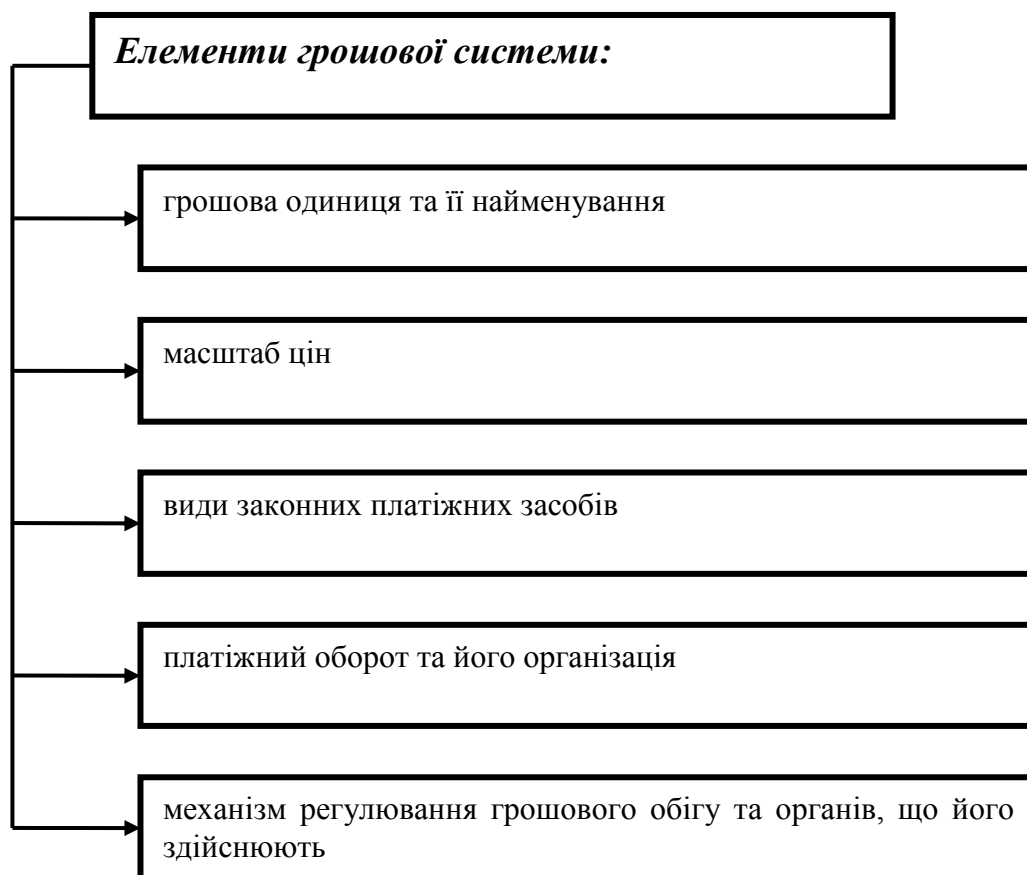 Елементи грошової системи:
грошова одиниця та її найменування
масштаб цін
види законних платіжних засобів
платіжний оборот та його організація
механізм регулювання грошового обігу та органів, що його
здійснюють